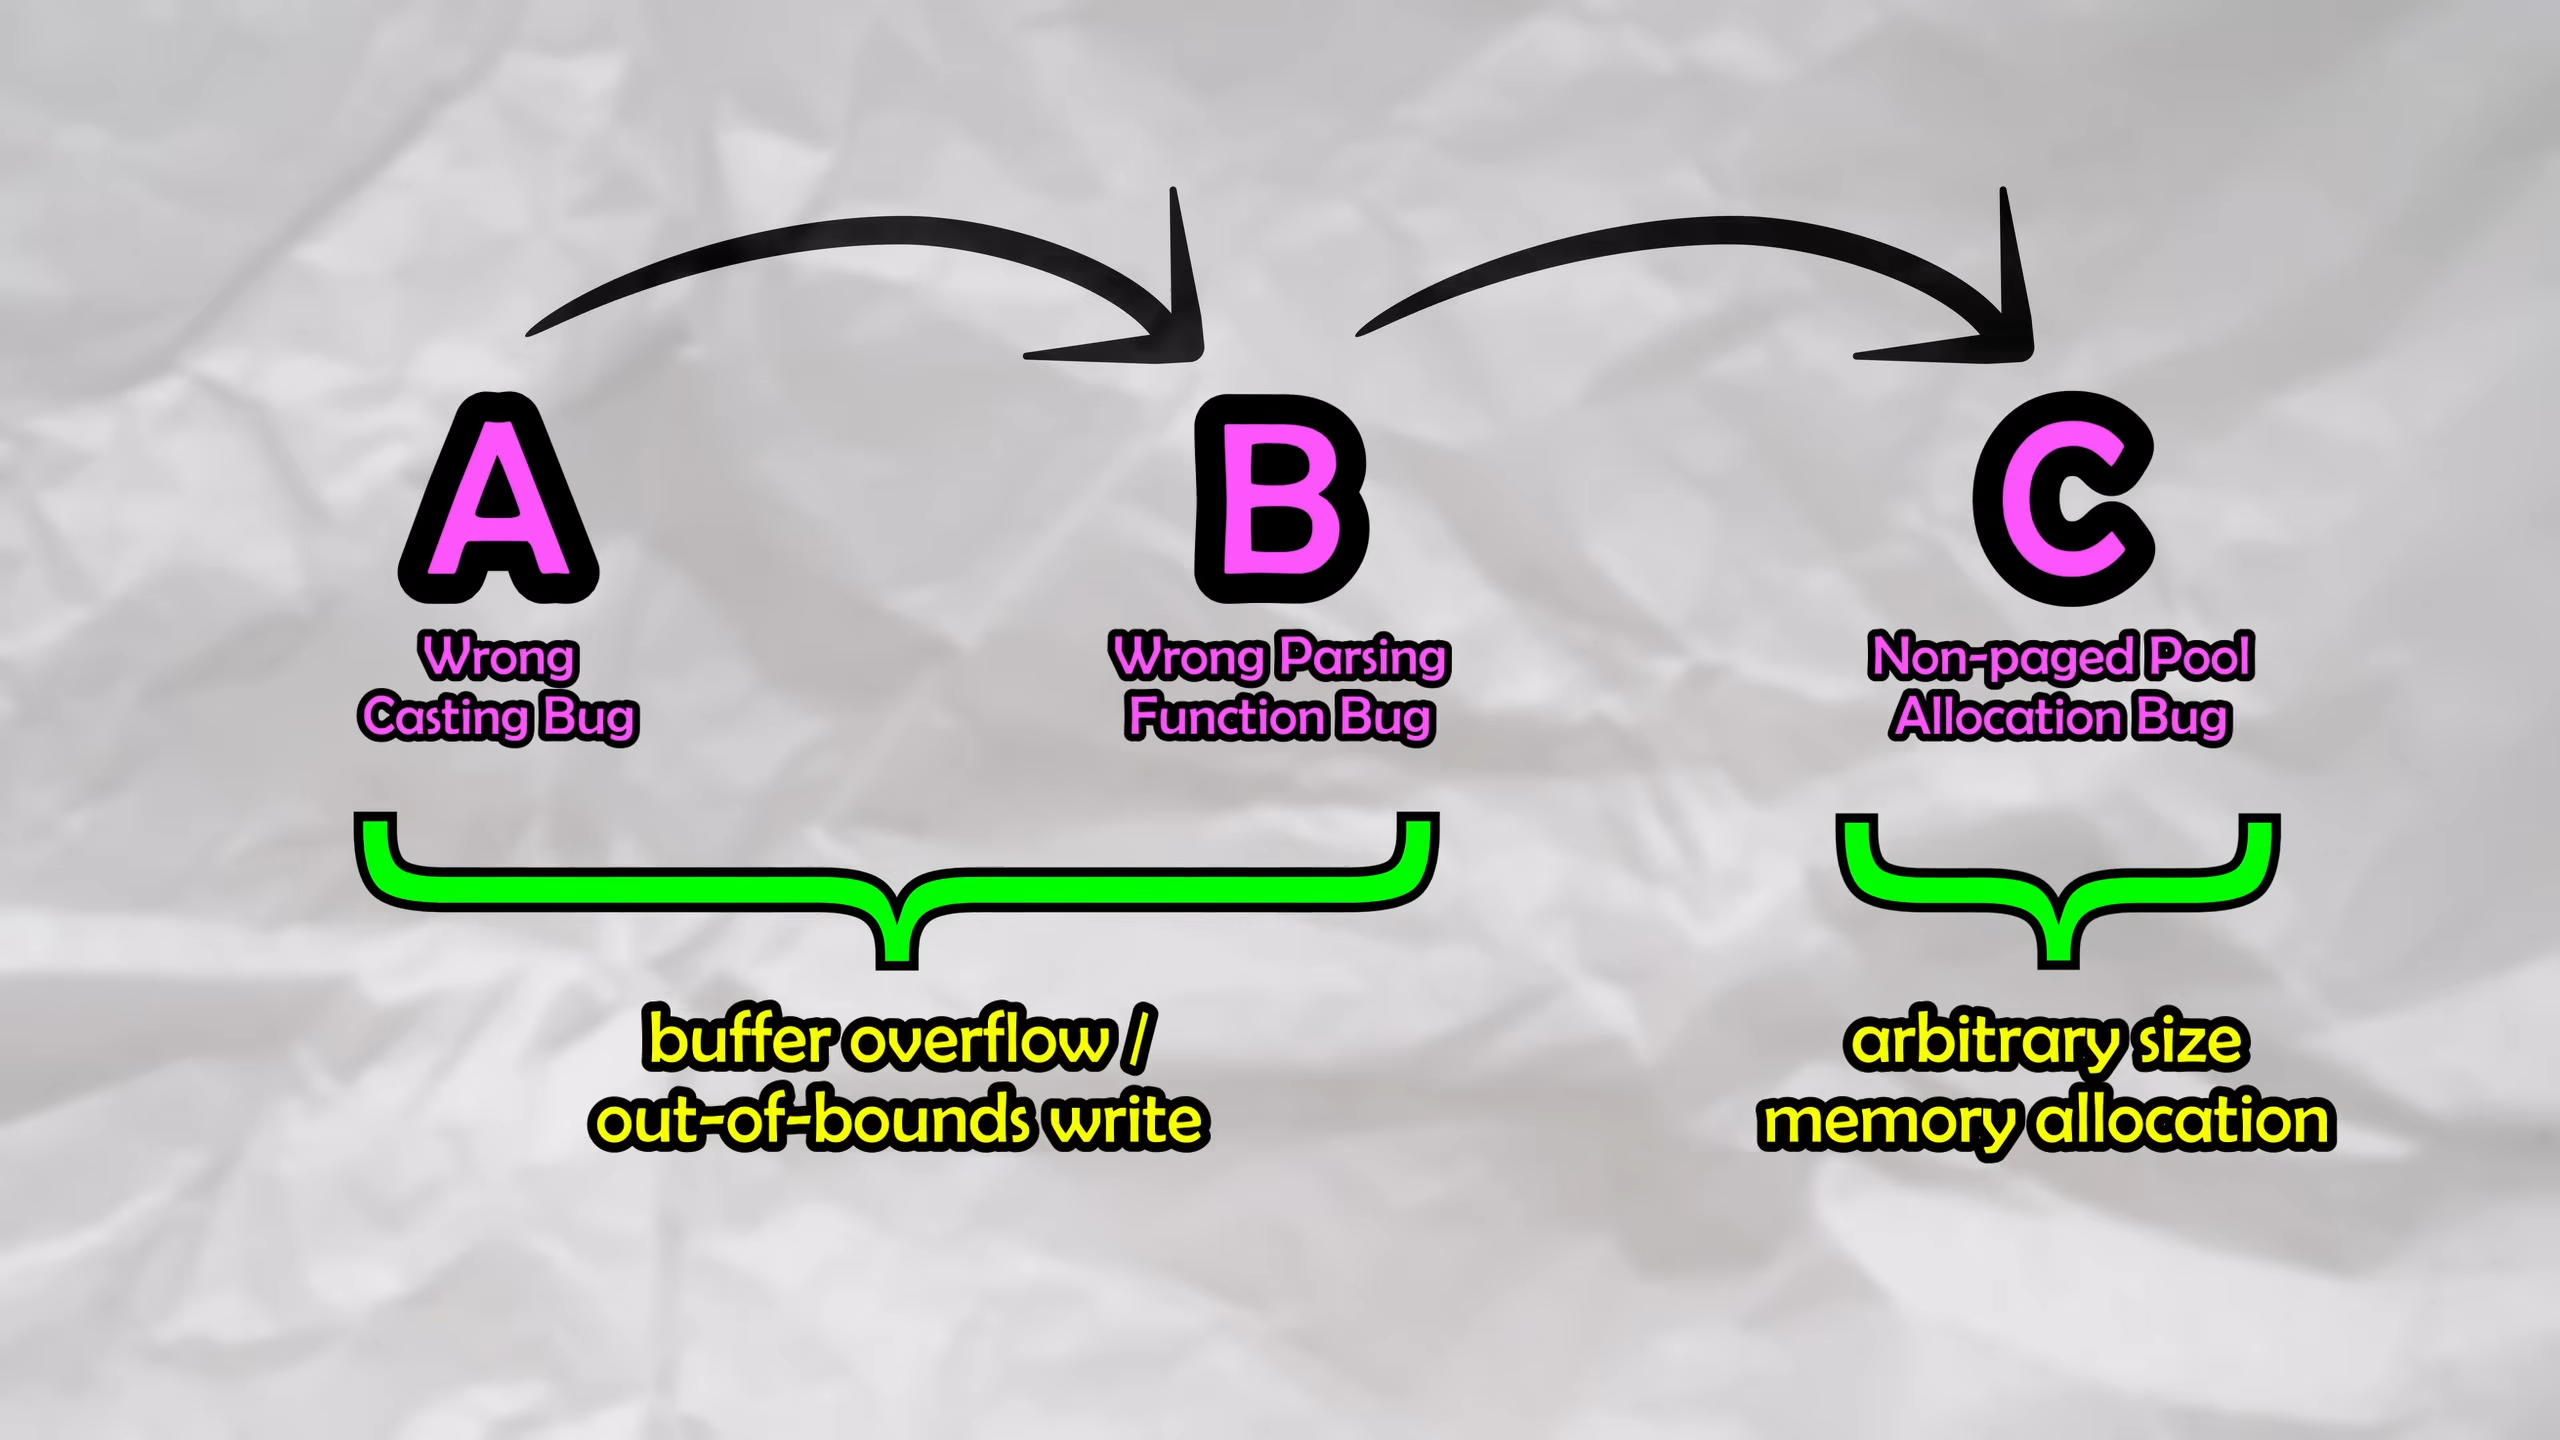 A
B
C
Wrong
Casting Bug
Wrong Parsing
Function Bug
Non-paged Pool
Allocation Bug
buffer overflow /
out-of-bounds write
arbitrary size
memory allocation